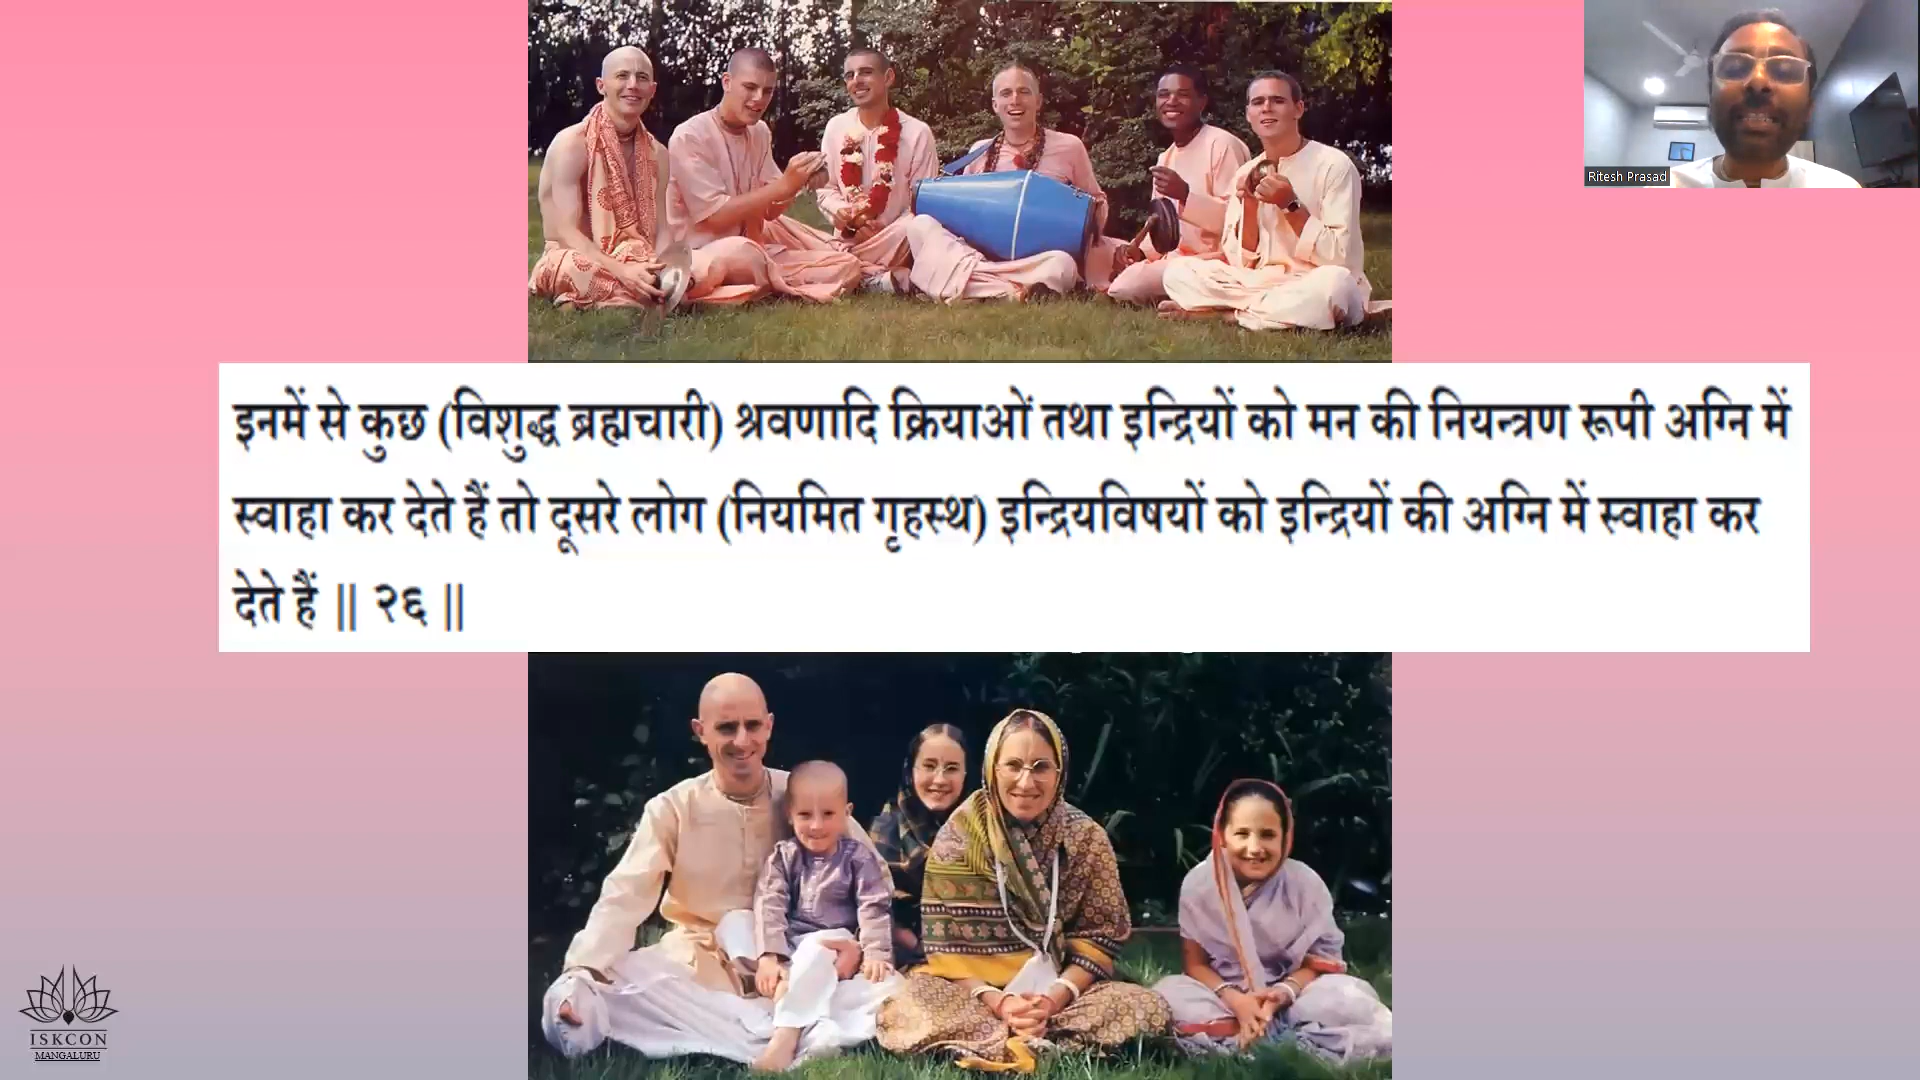 Ritesh Prasad
इनमें से कुछ (विशुद्ध ब्रह्मचारी) श्रवणादि क्रियाओं तथा इन्द्रियों को मन की नियन्त्रण रूपी अग्नि में
स्वाहा कर देते हैं तो दूसरे लोग (नियमित गृहस्थ) इन्द्रियविषयों को इन्द्रियों की अग्नि में स्वाहा कर
देते हैं || २६ ||
ISKCON
MANGALURU